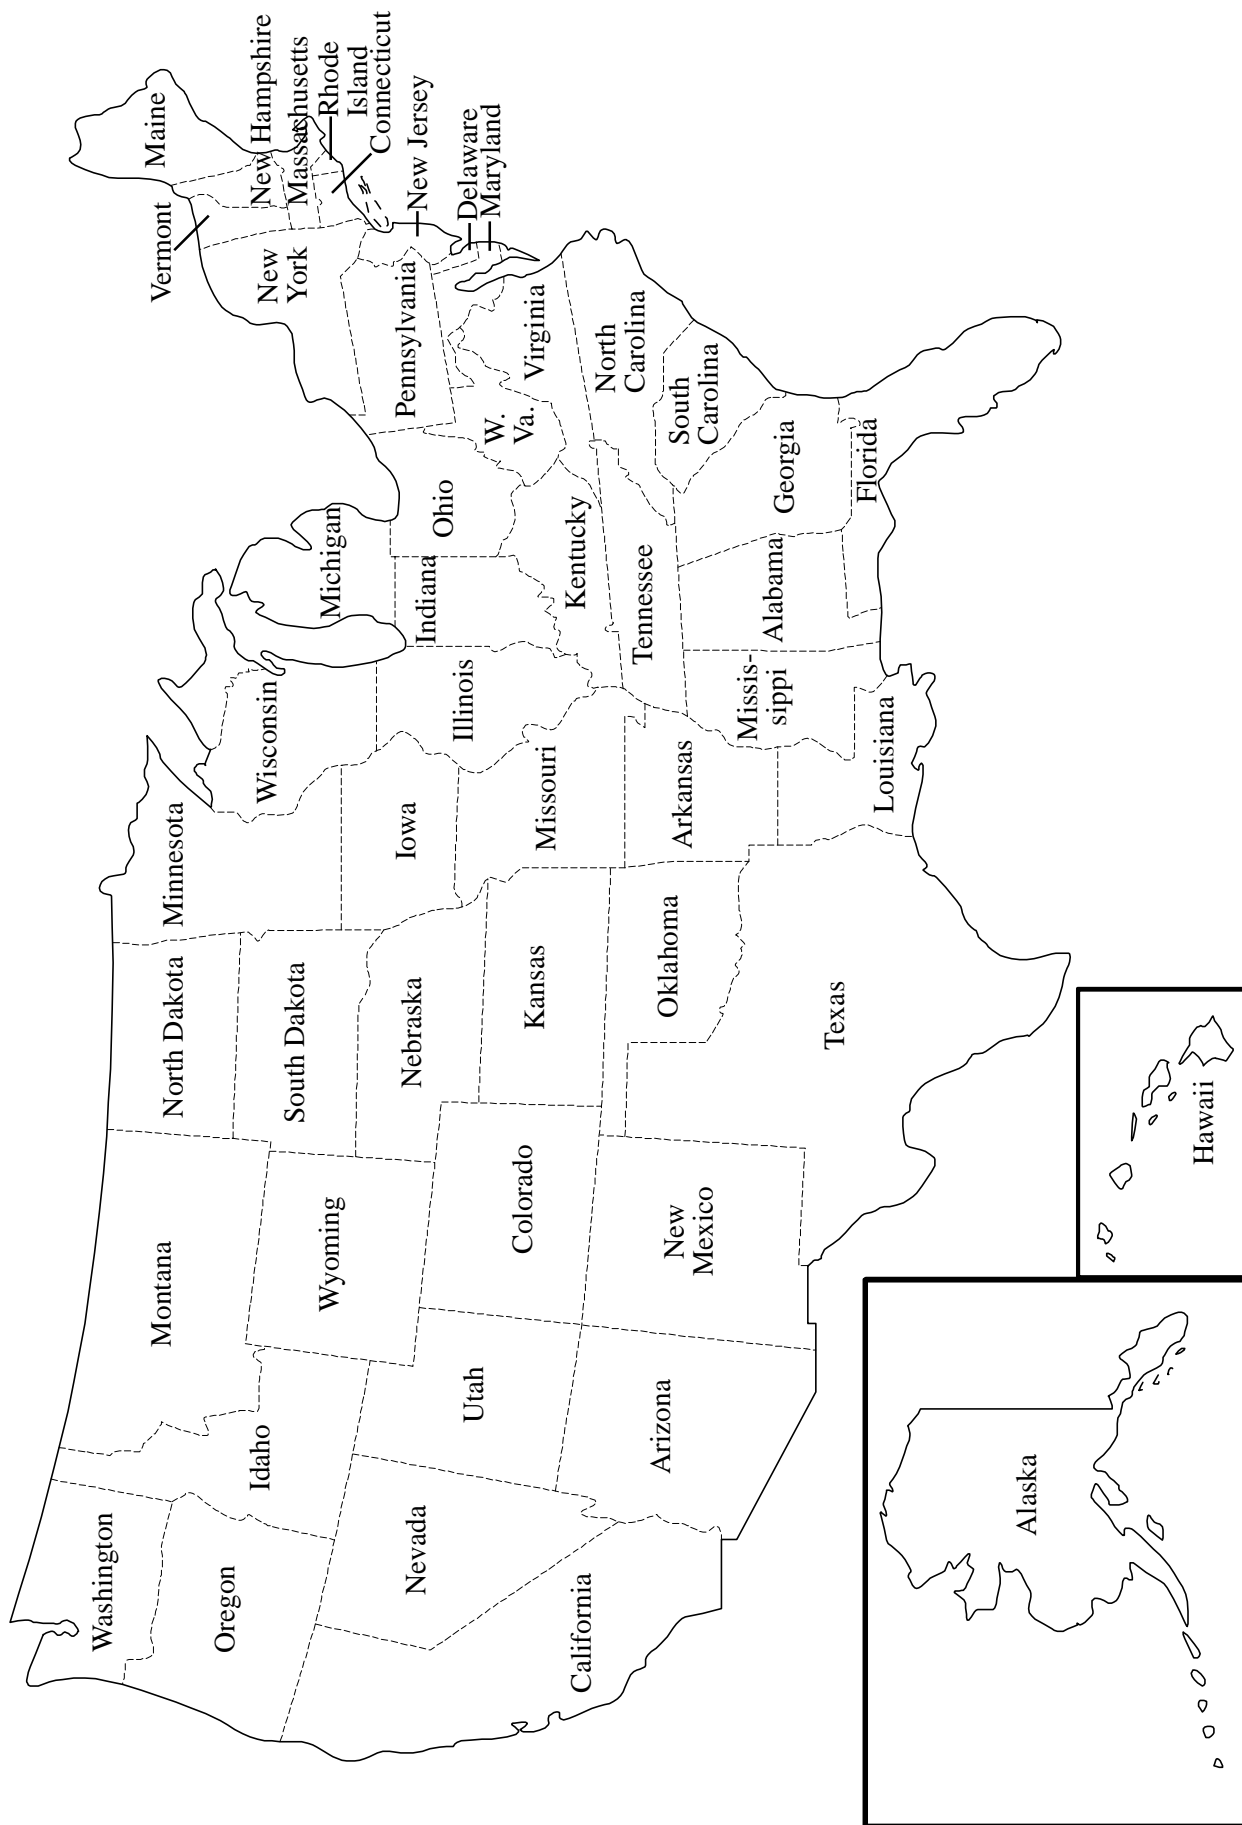 Washington
Oregon
California
Nevada
Idaho
Montana
Wyoming
Utah
Arizona
Colorado
New
Mexico
North Dakota
South Dakota
Nebraska
Kansas
Oklahoma
Texas
Minnesota
Iowa
Missouri
Arkansas
Louisiana
Wisconsin
Illinois
Missis-
sippi
Michigan
Indiana
Ohio
Kentucky
Tennessee
Alabama
Georgia
Florida
South
Carolina
North
Carolina
Virginia
W.
Va.
Pennsylvania
New
York
Vermont
Maine
New Hampshire
Massachusetts
Rhode
Island
Connecticut
New Jersey
Delaware
Maryland
Alaska
Hawaii